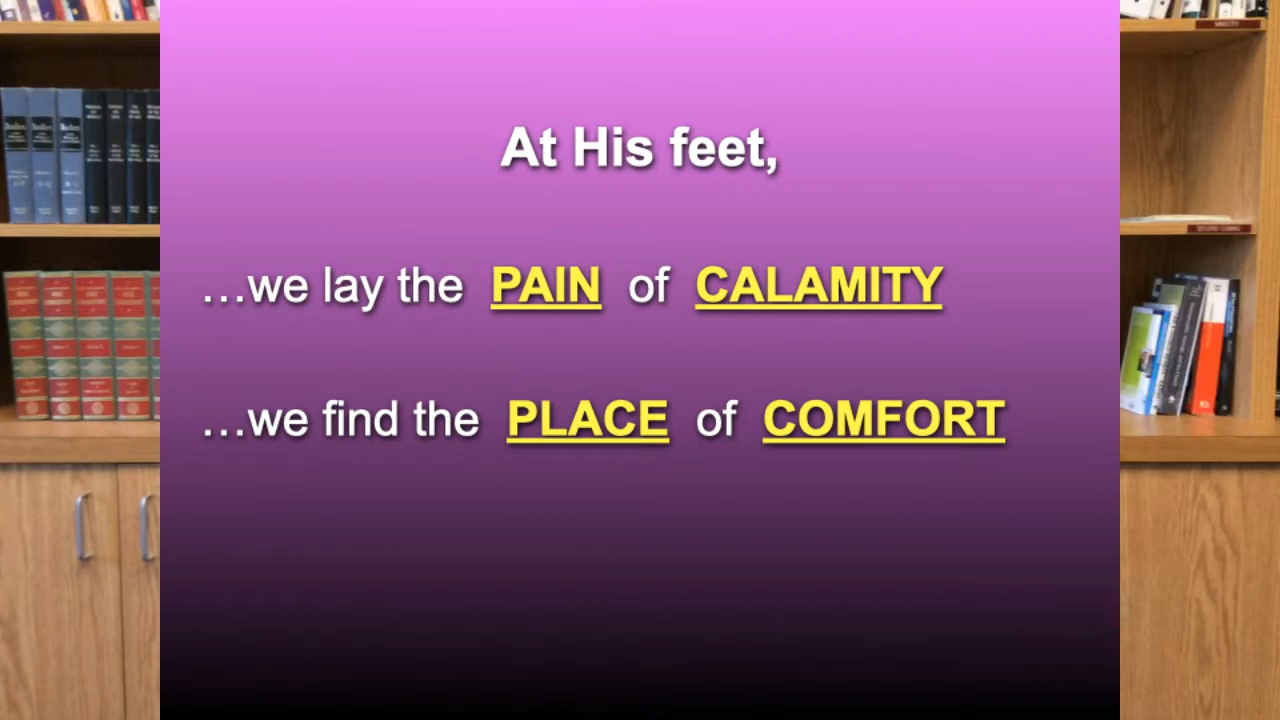 At His feet,
…we lay the PAIN of CALAMITY
…we find the PLACE of COMFORT